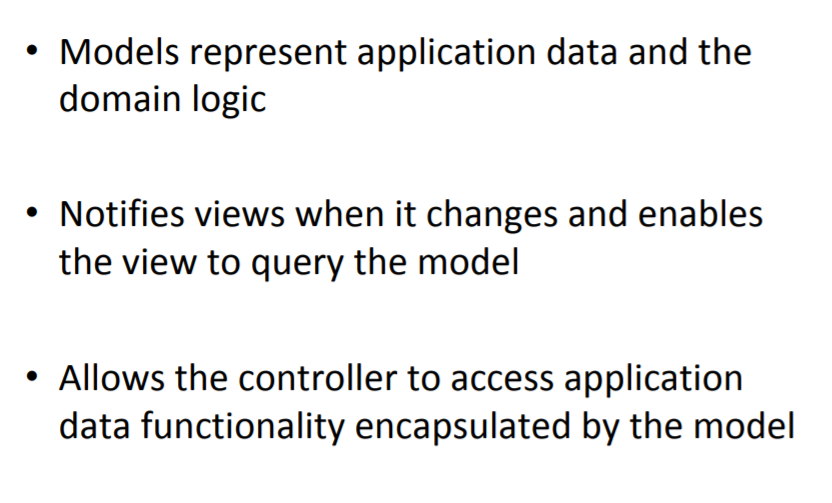 • Models represent application data and the
domain logic
• Notifies views when it changes and enables
the view to query the model
• Allows the controller to access application
data functionality encapsulated by the model